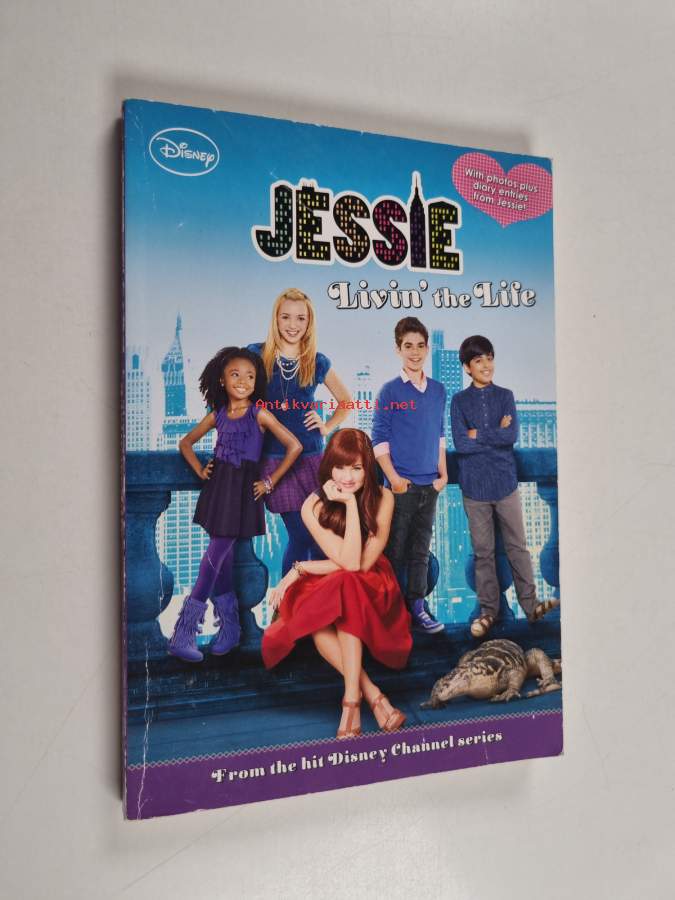 Disney
With photos plus
diary entries
from Jessie!
JESSIE
Livin' the Life
Antikvariaatti.net
From the hit Disney Channel series